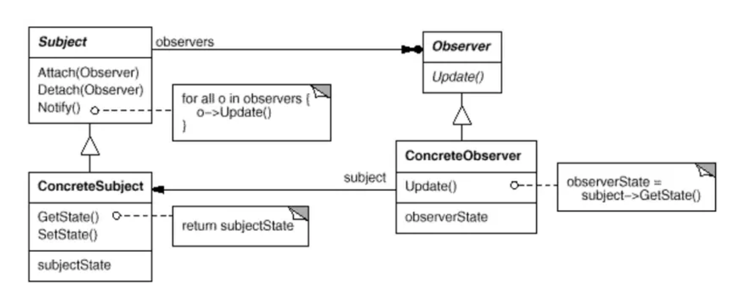 Subject
Attach(Observer)
Detach(Observer)
Notify()
observers
Observer
Update()
for all o in observers {
o->Update()
}
ConcreteSubject
GetState()
SetState()
subjectState
return subjectState
subject
ConcreteObserver
Update()
observerState
observerState =
subject->GetState()